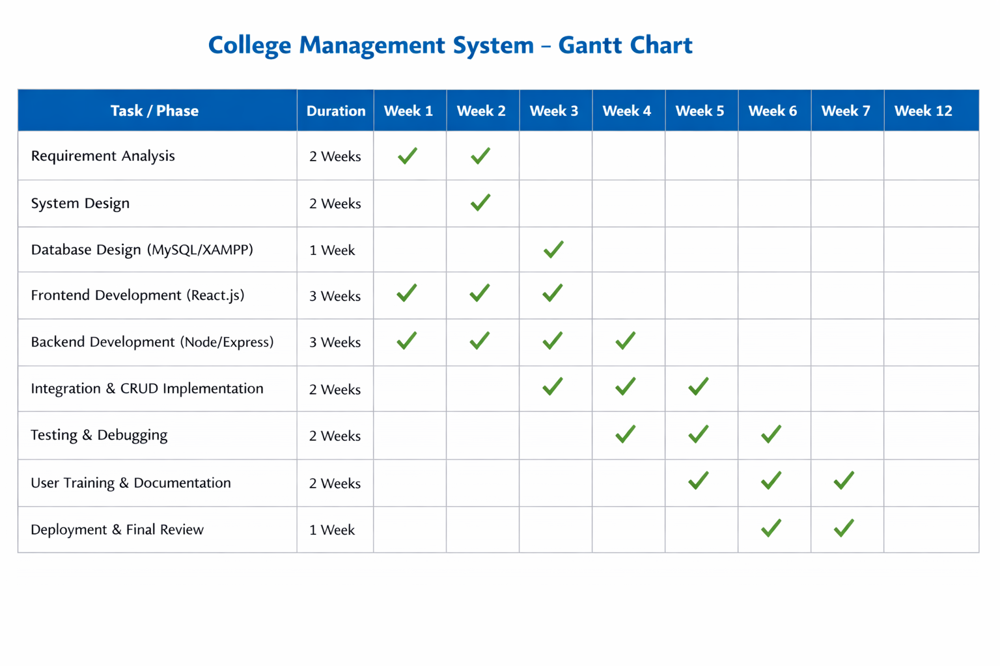 College Management System – Gantt Chart
Task / Phase Duration Week 1 Week 2 Week 3 Week 4 Week 5 Week 6 Week 7 Week 12
Requirement Analysis 2 Weeks ✓ ✓
System Design 2 Weeks ✓
Database Design (MySQL/XAMPP) 1 Week ✓
Frontend Development (React.js) 3 Weeks ✓ ✓ ✓
Backend Development (Node/Express) 3 Weeks ✓ ✓ ✓ ✓
Integration & CRUD Implementation 2 Weeks ✓ ✓ ✓
Testing & Debugging 2 Weeks ✓ ✓ ✓
User Training & Documentation 2 Weeks ✓ ✓ ✓
Deployment & Final Review 1 Week ✓ ✓